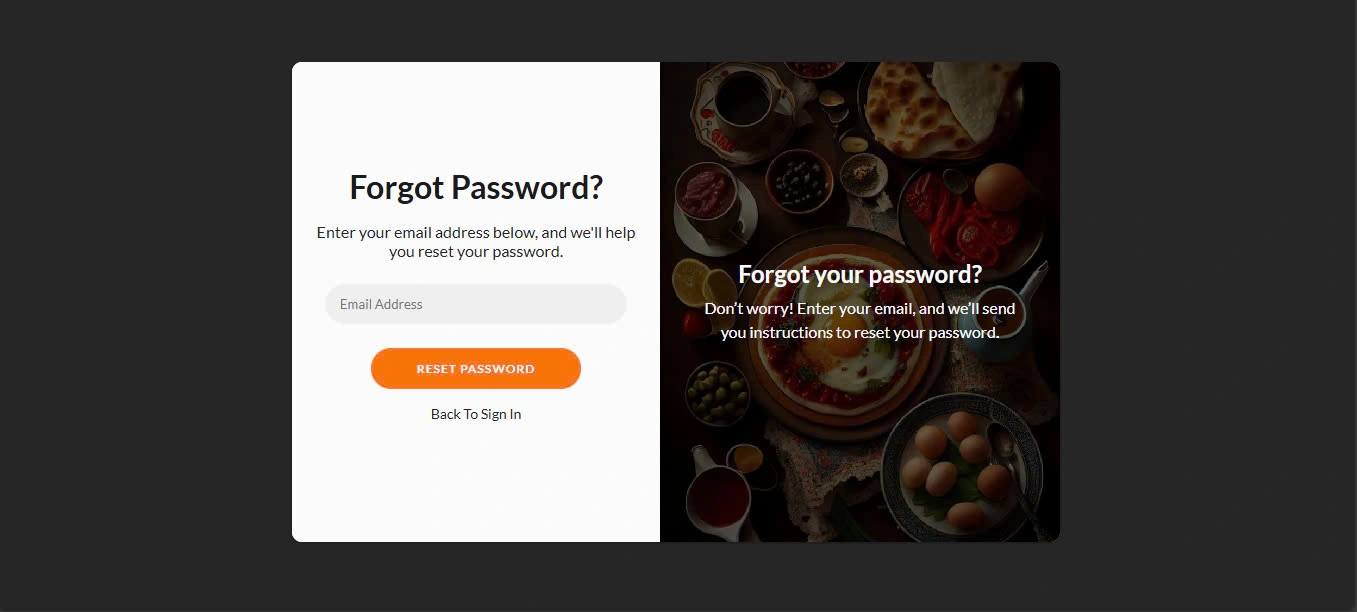 Forgot Password?
Enter your email address below, and we'll help
you reset your password.
Email Address
RESET PASSWORD
Back To Sign In
Forgot your password?
Don’t worry! Enter your email, and we’ll send
you instructions to reset your password.